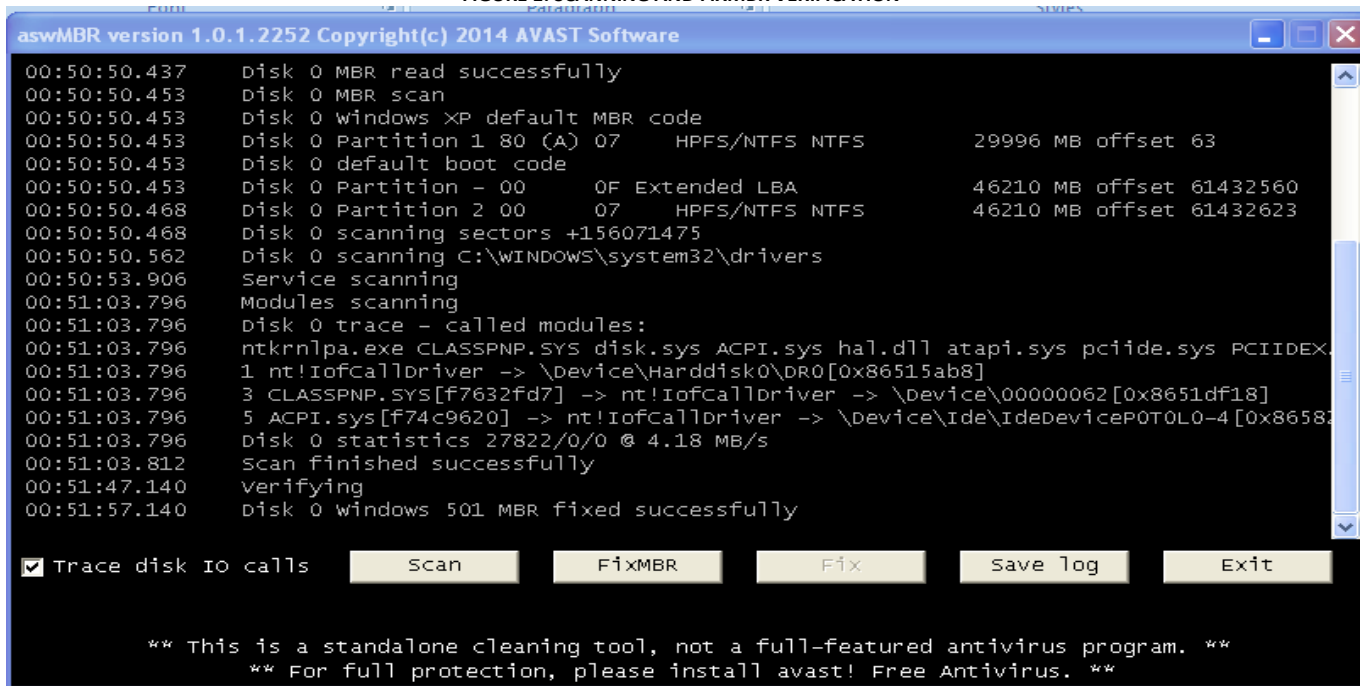 FIGURE 2: SCANNING AND FIXMBR VERIFICATION
Font Paragraph Styles
aswMBR version 1.0.1.2252 Copyright(c) 2014 AVAST Software
00:50:50.437 Disk 0 MBR read successfully
00:50:50.453 Disk 0 MBR scan
00:50:50.453 Disk 0 Windows XP default MBR code
00:50:50.453 Disk 0 Partition 1 80 (A) 07 HPFS/NTFS NTFS 29996 MB offset 63
00:50:50.453 Disk 0 default boot code
00:50:50.453 Disk 0 Partition - 00 0F Extended LBA 46210 MB offset 61432560
00:50:50.468 Disk 0 Partition 2 00 07 HPFS/NTFS NTFS 46210 MB offset 61432623
00:50:50.468 Disk 0 scanning sectors +156071475
00:50:50.562 Disk 0 scanning C:\WINDOWS\system32\drivers
00:50:53.906 Service scanning
00:51:03.796 Modules scanning
00:51:03.796 Disk 0 trace - called modules:
00:51:03.796 ntkrnlpa.exe CLASSPNP.SYS disk.sys ACPI.sys hal.dll atapi.sys pciide.sys PCIIDEX.
00:51:03.796 1 nt!IofCallDriver -> \Device\Harddisk0\DR0[0x86515ab8]
00:51:03.796 3 CLASSPNP.SYS[f7632fd7] -> nt!IofCallDriver -> \Device\00000062[0x8651df18]
00:51:03.796 5 ACPI.sys[f74c9620] -> nt!IofCallDriver -> \Device\Ide\IdeDeviceP0T0L0-4[0x8658
00:51:03.796 Disk 0 statistics 27822/0/0 @ 4.18 MB/s
00:51:03.812 Scan finished successfully
00:51:47.140 Verifying
00:51:57.140 Disk 0 Windows 501 MBR fixed successfully
Trace disk IO calls Scan FixMBR Fix Save log Exit
** This is a standalone cleaning tool, not a full-featured antivirus program. **
** For full protection, please install avast! Free Antivirus. **